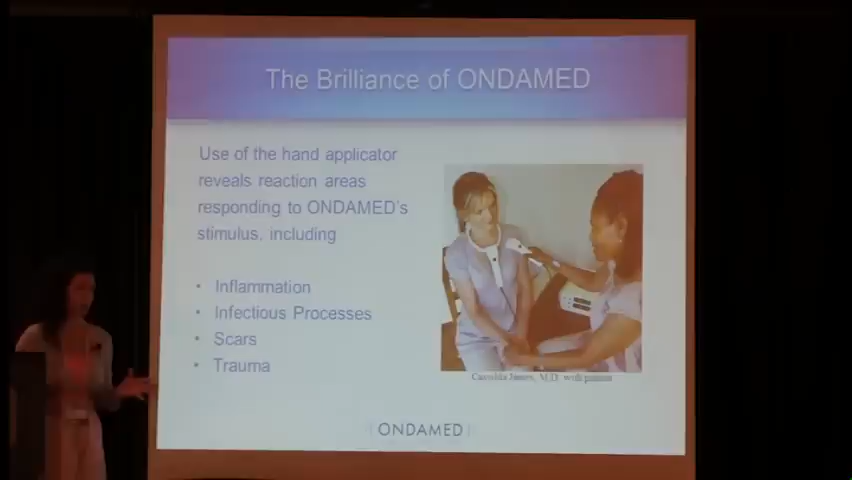 The Brilliance of ONDAMED
Use of the hand applicator
reveals reaction areas
responding to ONDAMED's
stimulus, including
• Inflammation
• Infectious Processes
• Scars
• Trauma
James, M.D. with patient
ONDAMED